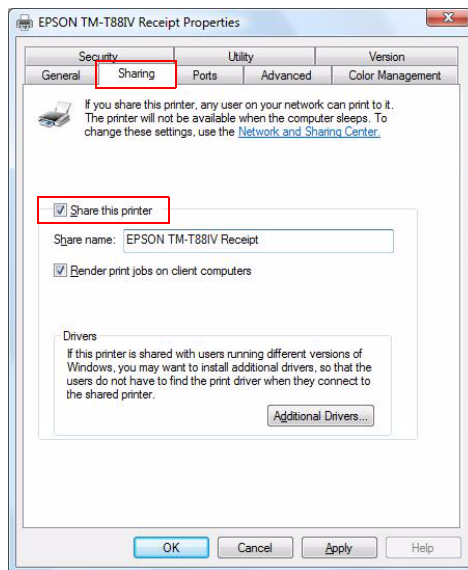 EPSON TM-T88IV Receipt Properties
Security Utility Version
General Sharing Ports Advanced Color Management
If you share this printer, any user on your network can print to it.
The printer will not be available when the computer sleeps. To
change these settings, use the Network and Sharing Center.
Share this printer
Share name: EPSON TM-T88IV Receipt
Render print jobs on client computers
Drivers
If this printer is shared with users running different versions of
Windows, you may want to install additional drivers, so that the
users do not have to find the print driver when they connect to
the shared printer.
Additional Drivers...
OK Cancel Apply Help